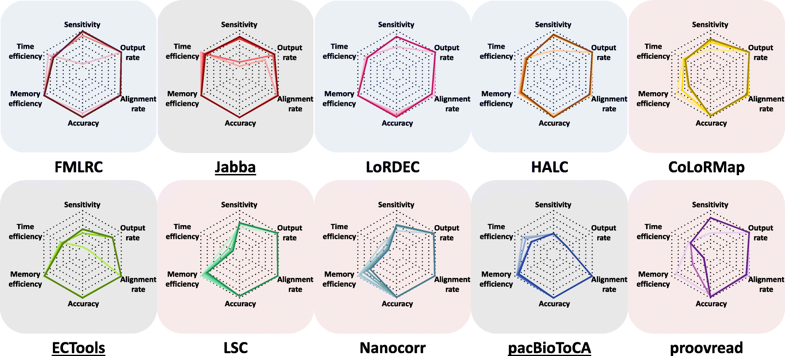 Sensitivity
Time
efficiency
Output
rate
Memory
efficiency
Alignment
rate
Accuracy
FMLRC
Sensitivity
Time
efficiency
Output
rate
Memory
efficiency
Alignment
rate
Accuracy
Jabba
Sensitivity
Time
efficiency
Output
rate
Memory
efficiency
Alignment
rate
Accuracy
LoRDEC
Sensitivity
Time
efficiency
Output
rate
Memory
efficiency
Alignment
rate
Accuracy
HALC
Sensitivity
Time
efficiency
Output
rate
Memory
efficiency
Alignment
rate
Accuracy
CoLoRMap
Sensitivity
Time
efficiency
Output
rate
Memory
efficiency
Alignment
rate
Accuracy
ECTools
Sensitivity
Time
efficiency
Output
rate
Memory
efficiency
Alignment
rate
Accuracy
LSC
Sensitivity
Time
efficiency
Output
rate
Memory
efficiency
Alignment
rate
Accuracy
Nanocorr
Sensitivity
Time
efficiency
Output
rate
Memory
efficiency
Alignment
rate
Accuracy
pacBioToCA
Sensitivity
Time
efficiency
Output
rate
Memory
efficiency
Alignment
rate
Accuracy
proovread